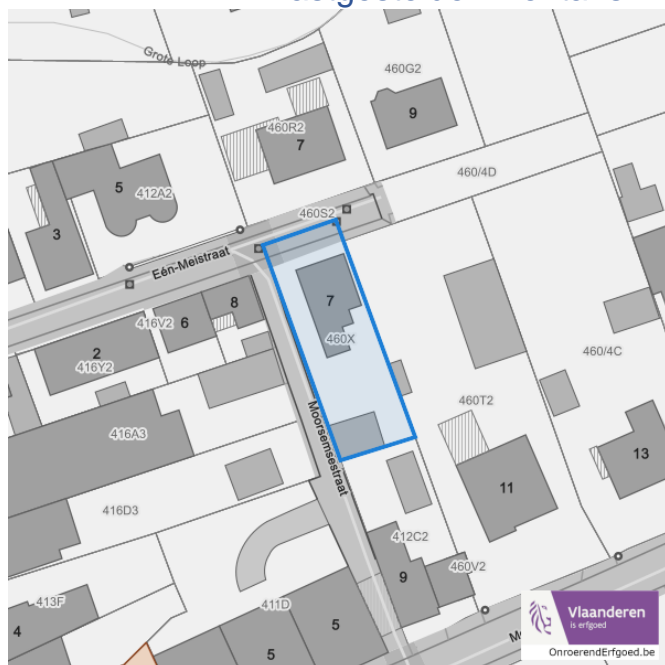 Grote Loop
460G2
9
460R2
7
5
412A2
460/4D
460S2
3
Eén-Meistraat
7
8
6
416V2
460X
2
416Y2
460/4C
460T2
416A3
Moorsemsestraat
13
11
416D3
412C2
460V2
9
413F
411D
4
5
5
Vlaanderen
is erfgoed
OnroerendErfgoed.be